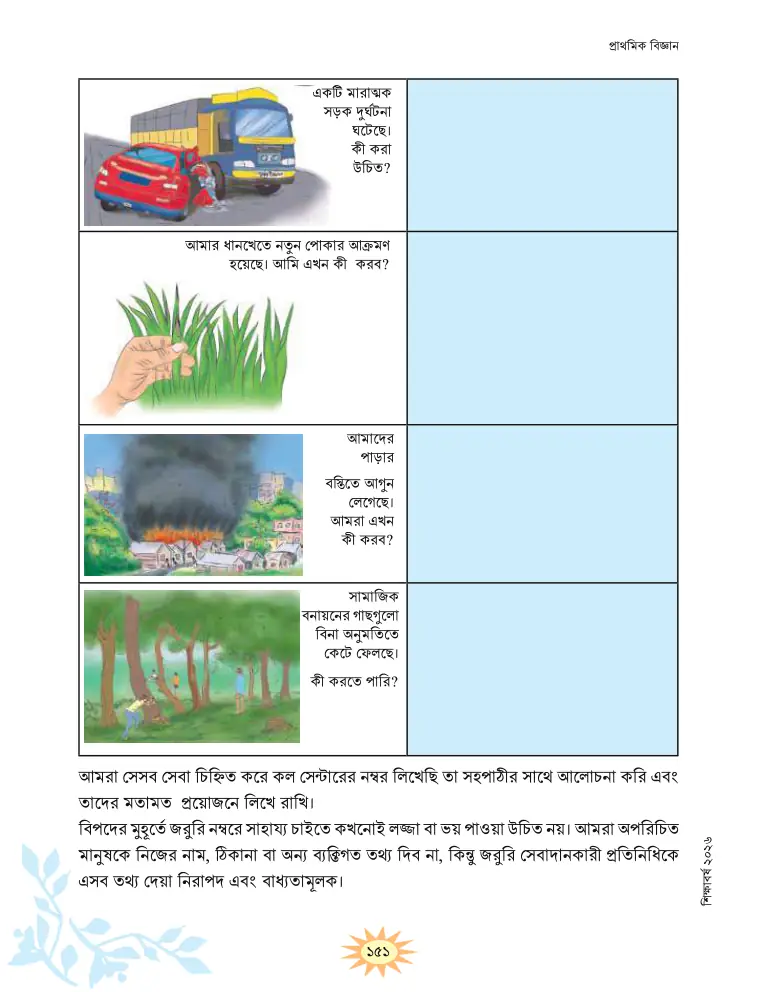 প্রাথমিক বিজ্ঞান
একটি মারাত্মক
সড়ক দুর্ঘটনা
ঘটেছে।
কী করা
উচিত?
আমার ধানখেতে নতুন পোকার আক্রমণ
হয়েছে। আমি এখন কী করব?
আমাদের
পাড়ার
বস্তিতে আগুন
লেগেছে।
আমরা এখন
কী করব?
সামাজিক
বনায়নের গাছগুলো
বিনা অনুমতিতে
কেটে ফেলছে।
কী করতে পারি?
আমরা সেসব সেবা চিহ্নিত করে কল সেন্টারের নম্বর লিখেছি তা সহপাঠীর সাথে আলোচনা করি এবং
তাদের মতামত প্রয়োজনে লিখে রাখি।
বিপদের মুহূর্তে জরুরি নম্বরে সাহায্য চাইতে কখনোই লজ্জা বা ভয় পাওয়া উচিত নয়। আমরা অপরিচিত
মানুষকে নিজের নাম, ঠিকানা বা অন্য ব্যক্তিগত তথ্য দিব না, কিন্তু জরুরি সেবাদানকারী প্রতিনিধিকে
এসব তথ্য দেয়া নিরাপদ এবং বাধ্যতামূলক।
শিক্ষাবর্ষ ২০২৬
১৫১